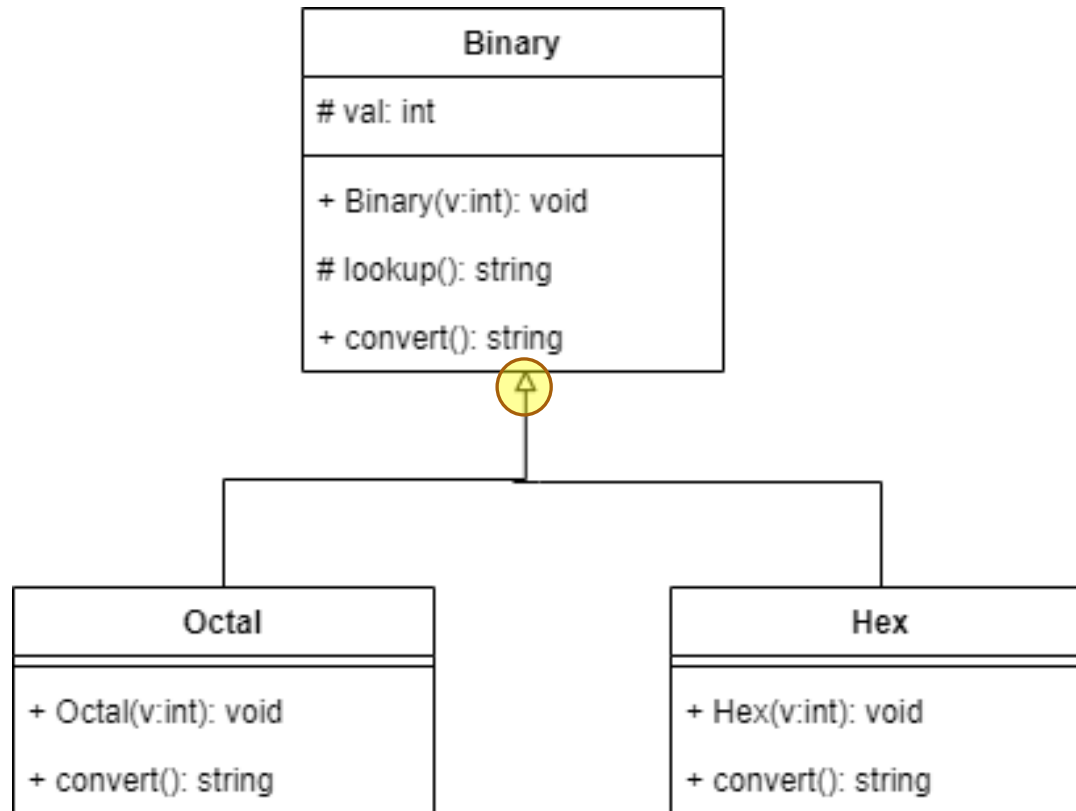 Binary
# val: int
+ Binary(v:int): void
# lookup(): string
+ convert(): string
Octal
+ Octal(v:int): void
+ convert(): string
Hex
+ Hex(v:int): void
+ convert(): string